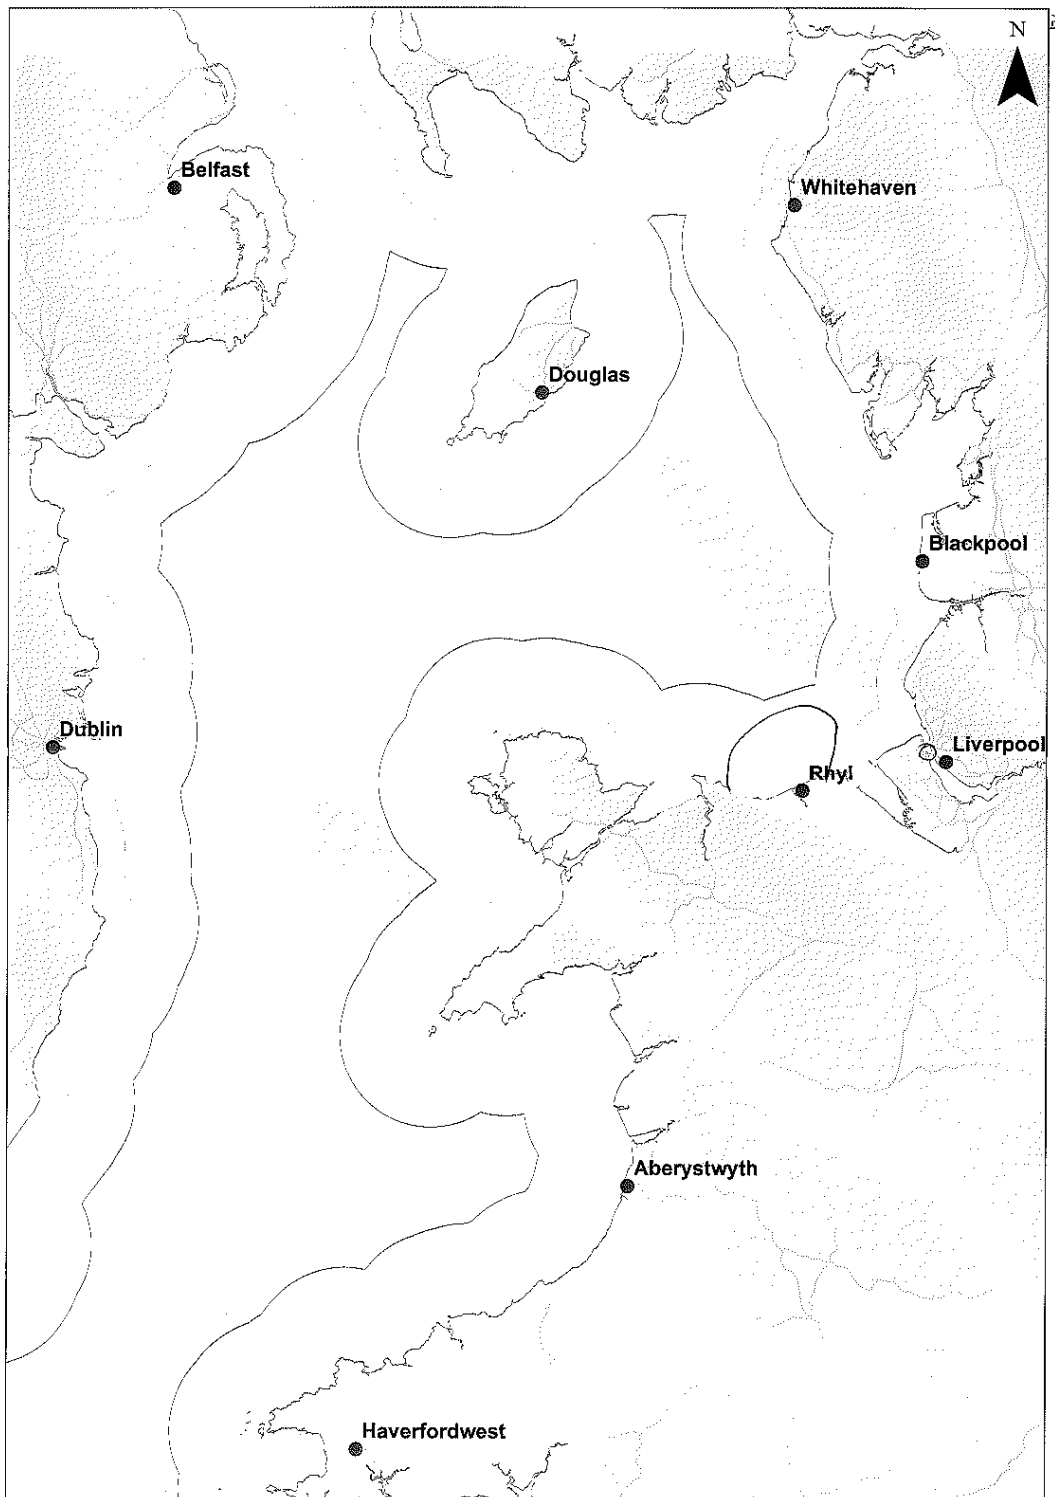 N
Belfast
Whitehaven
Douglas
Blackpool
Dublin
Liverpool
Rhyl
Aberystwyth
Haverfordwest